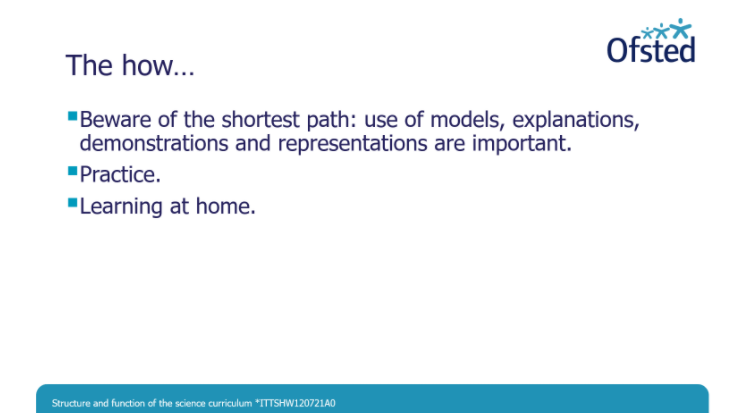 Ofsted
The how...
Beware of the shortest path: use of models, explanations,
demonstrations and representations are important.
Practice.
Learning at home.
Structure and function of the science curriculum *ITTSHW120721A0